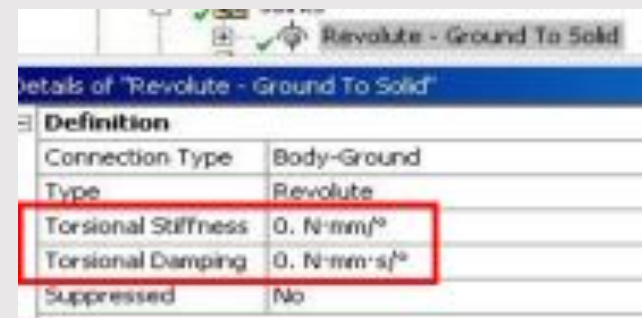 Revolute - Ground To Solid
Details of "Revolute - Ground To Solid"
Definition
Connection Type Body-Ground
Type Revolute
Torsional Stiffness 0. N·mm/°
Torsional Damping 0. N·mm·s/°
Suppressed No